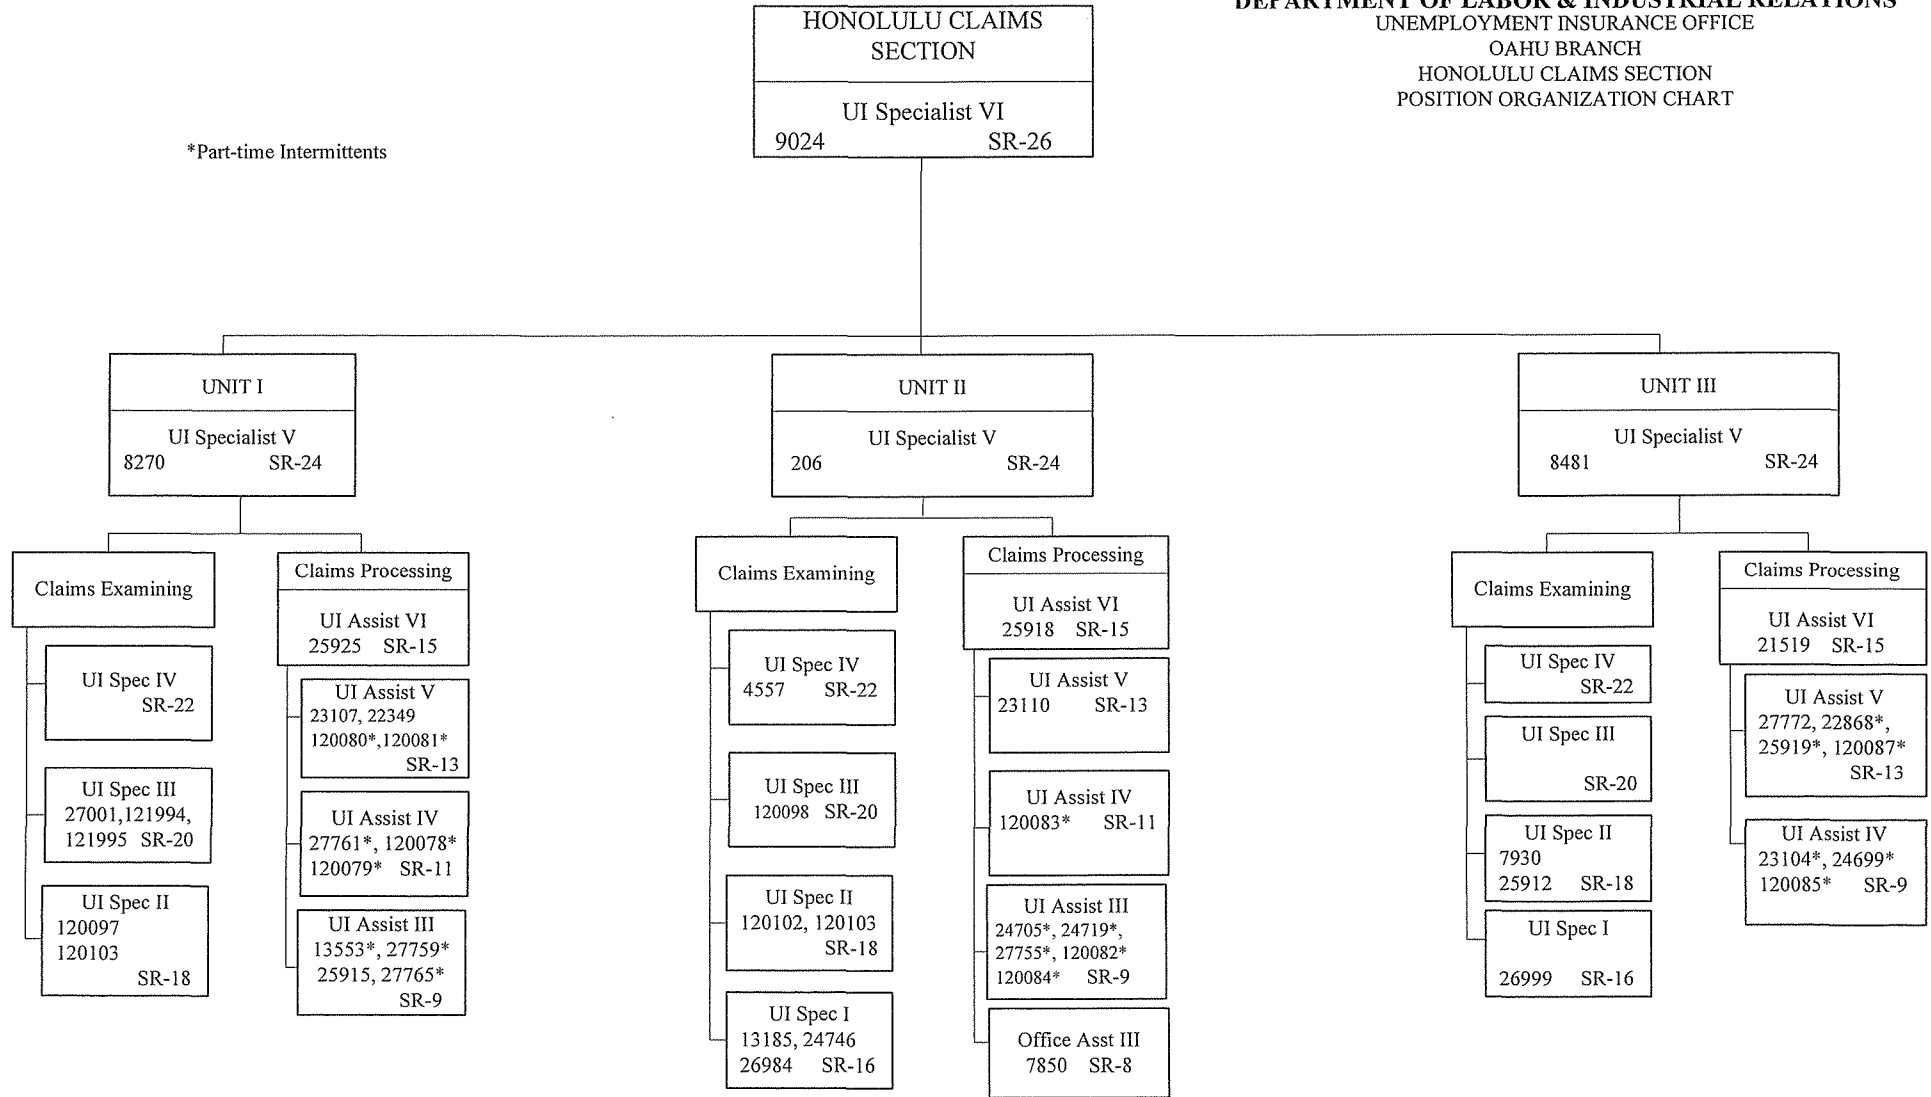 DEPARTMENT OF LABOR & INDUSTRIAL RELATIONS
UNEMPLOYMENT INSURANCE OFFICE
OAHU BRANCH
HONOLULU CLAIMS SECTION
POSITION ORGANIZATION CHART
HONOLULU CLAIMS
SECTION
UI Specialist VI
9024 SR-26
*Part-time Intermittents
UNIT I
UI Specialist V
8270 SR-24
Claims Examining
UI Spec IV
SR-22
UI Spec III
27001,121994,
121995 SR-20
UI Spec II
120097
120103
SR-18
Claims Processing
UI Assist VI
25925 SR-15
UI Assist V
23107, 22349
120080*,120081*
SR-13
UI Assist IV
27761*, 120078*
120079* SR-11
UI Assist III
13553*, 27759*
25915, 27765*
SR-9
UNIT II
UI Specialist V
206 SR-24
Claims Examining
UI Spec IV
4557 SR-22
UI Spec III
120098 SR-20
UI Spec II
120102, 120103
SR-18
UI Spec I
13185, 24746
26984 SR-16
Claims Processing
UI Assist VI
25918 SR-15
UI Assist V
23110 SR-13
UI Assist IV
120083* SR-11
UI Assist III
24705*, 24719*,
27755*, 120082*
120084* SR-9
Office Asst III
7850 SR-8
UNIT III
UI Specialist V
8481 SR-24
Claims Examining
UI Spec IV
SR-22
UI Spec III
SR-20
UI Spec II
7930
25912 SR-18
UI Spec I
26999 SR-16
Claims Processing
UI Assist VI
21519 SR-15
UI Assist V
27772, 22868*,
25919*, 120087*
SR-13
UI Assist IV
23104*, 24699*
120085* SR-9